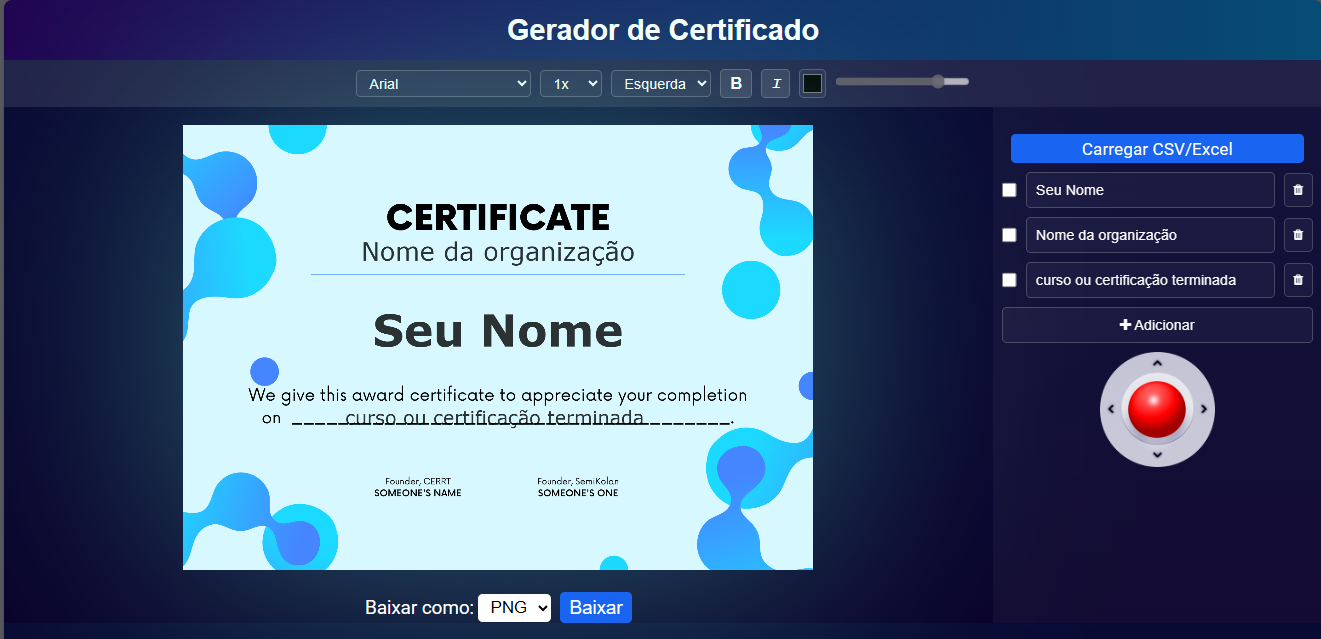 Gerador de Certificado
Arial 1x Esquerda B I
Carregar CSV/Excel
Seu Nome
Nome da organização
curso ou certificação terminada
+ Adicionar
CERTIFICATE
Nome da organização
Seu Nome
We give this award certificate to appreciate your completion
on curso ou certificação terminada.
Founder, CERRT
SOMEONE'S NAME
Founder, SemiKolan
SOMEONE'S ONE
Baixar como: PNG Baixar